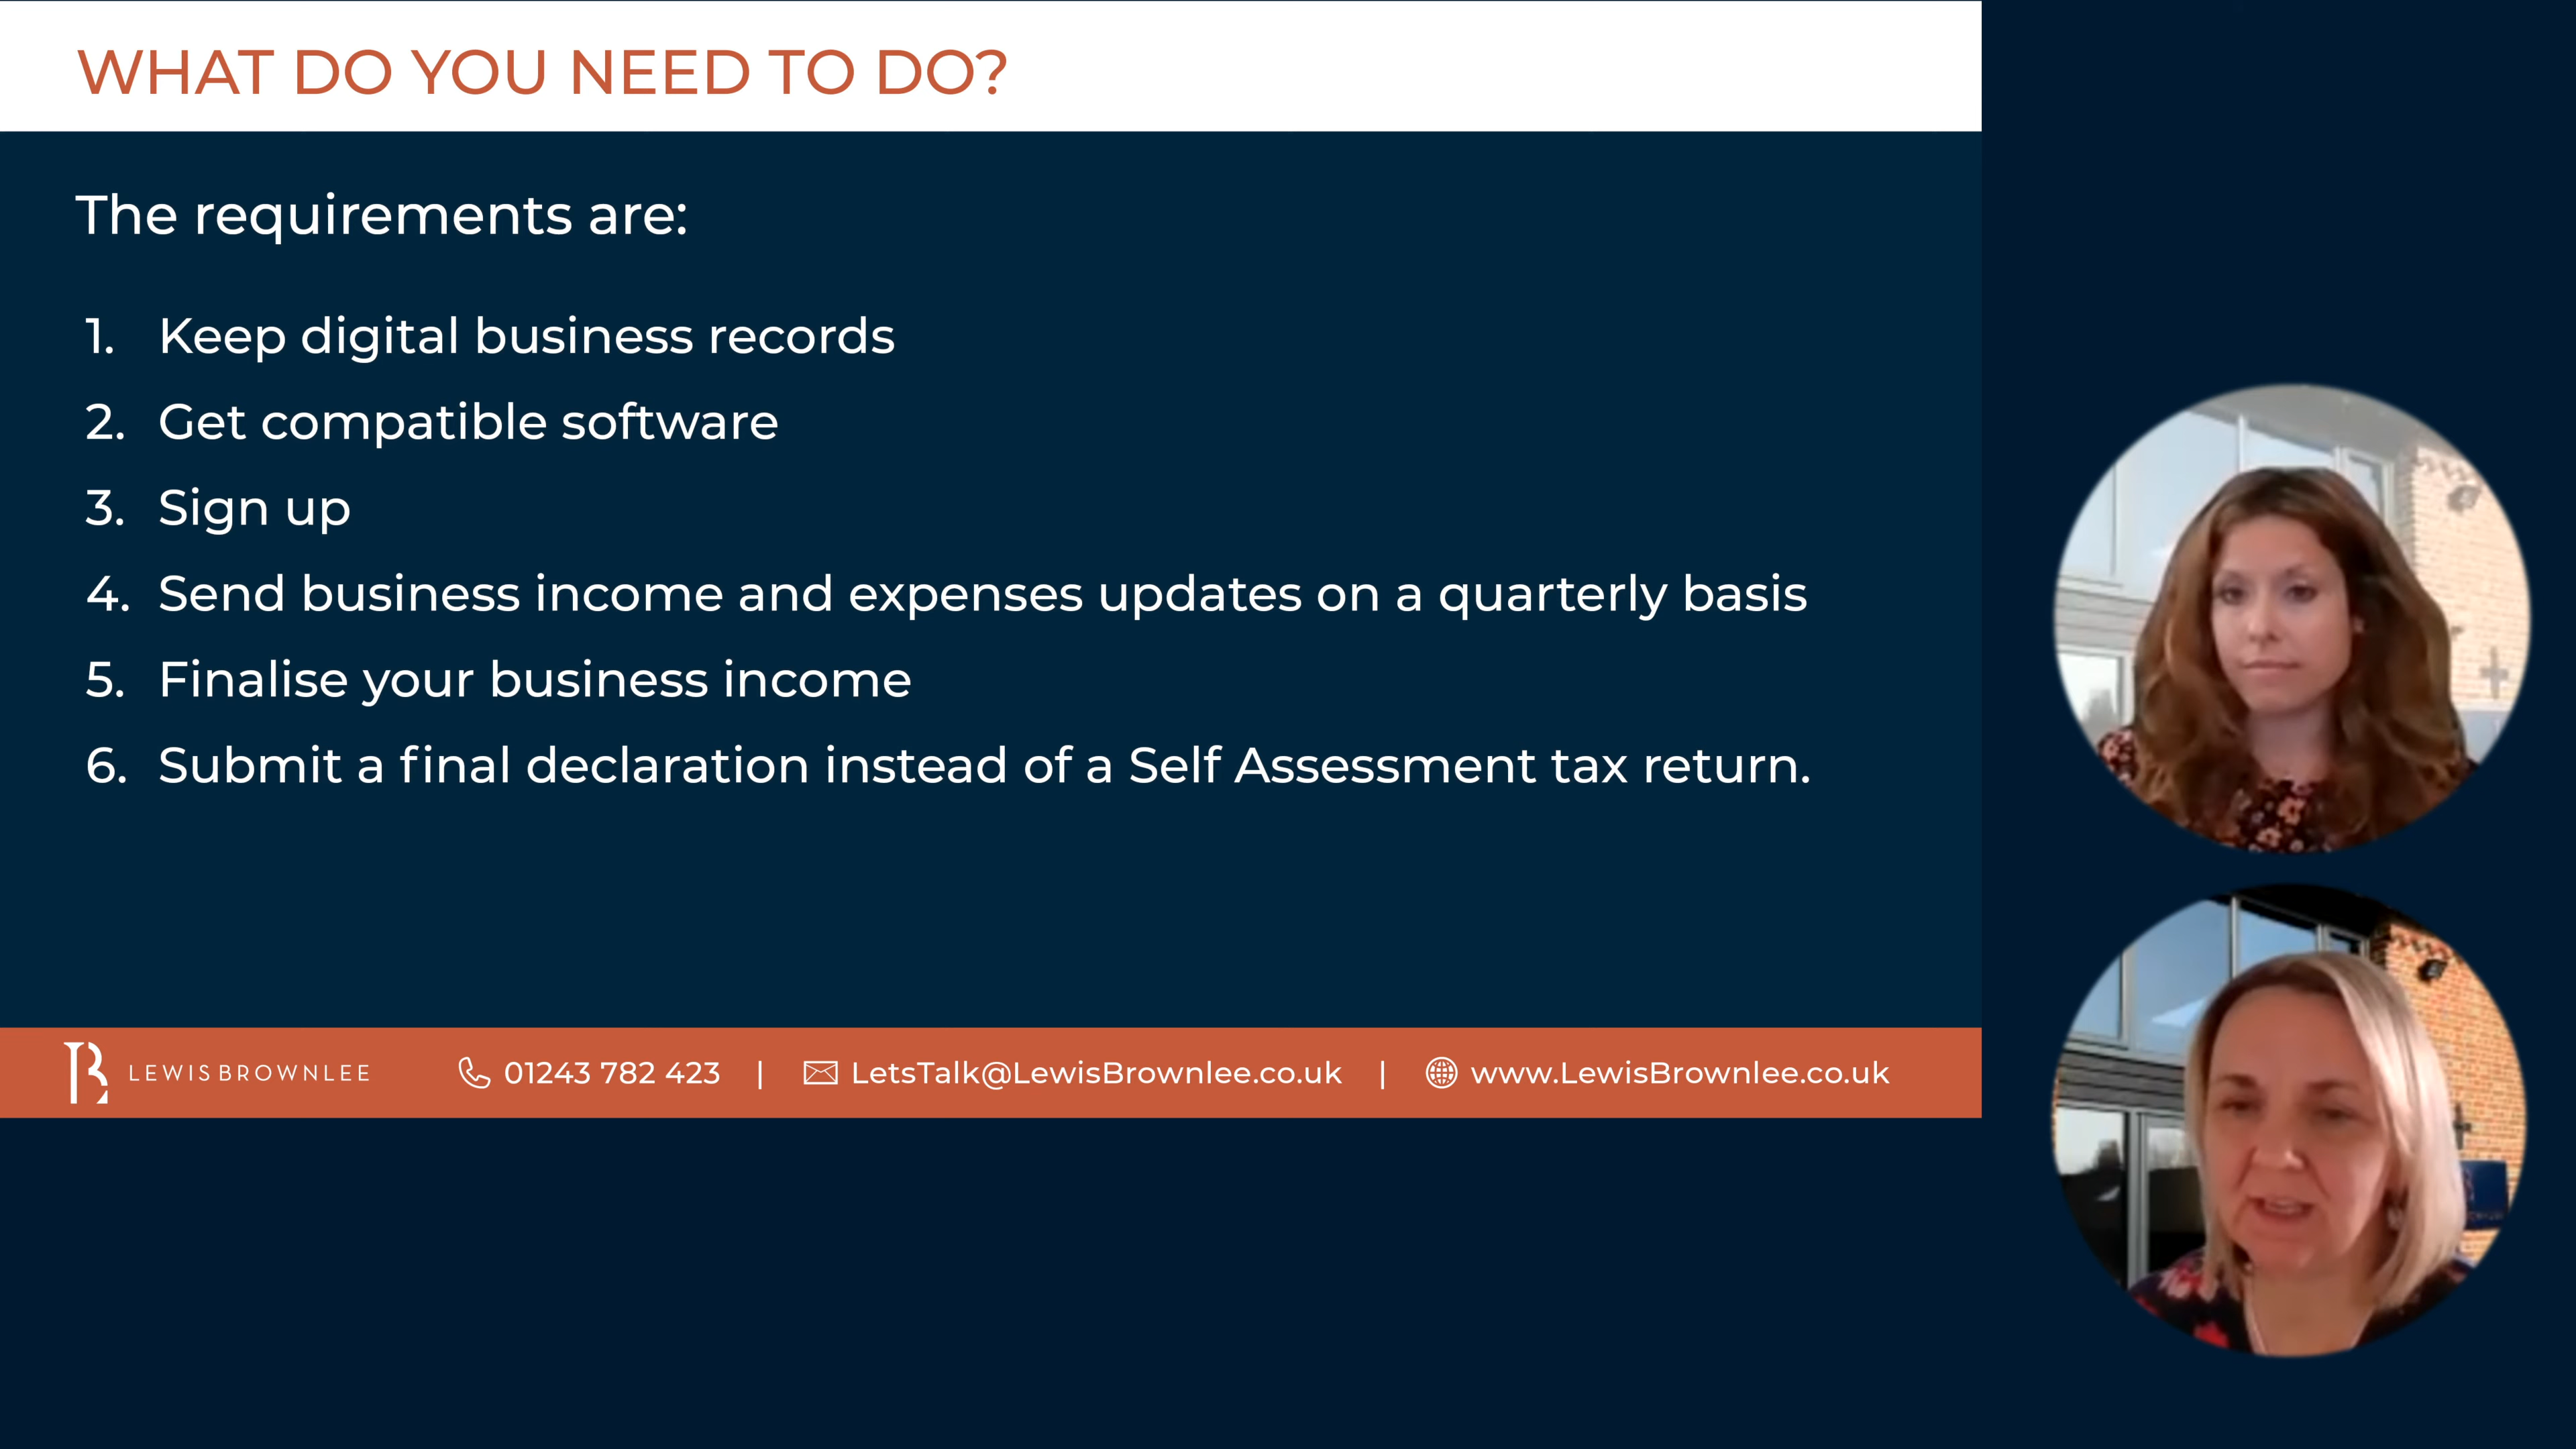 WHAT DO YOU NEED TO DO?
The requirements are:
1. Keep digital business records
2. Get compatible software
3. Sign up
4. Send business income and expenses updates on a quarterly basis
5. Finalise your business income
6. Submit a final declaration instead of a Self Assessment tax return.
LEWIS BROWNLEE 01243 782 423 | LetsTalk@LewisBrownlee.co.uk | www.LewisBrownlee.co.uk